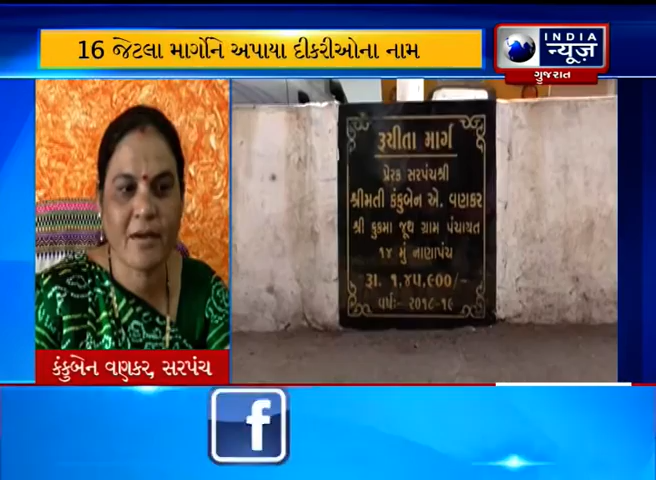 16 જેટલા માર્ગોને અપાયા દીકરીઓના નામ
INDIA
ન્યૂઝ
ગુજરાત
રૂચીતા માર્ગ
પ્રેરક સરપંચશ્રી
શ્રીમતી કંકુબેન એ. વણકર
શ્રી કુકમા જૂથ ગ્રામ પંચાયત
૧૪ મું નાણાપંચ
રૂા. ૧,૪૫,૯૦૦/-
વર્ષઃ- ૨૦૧૮-૧૯
કંકુબેન વણકર, સરપંચ
f